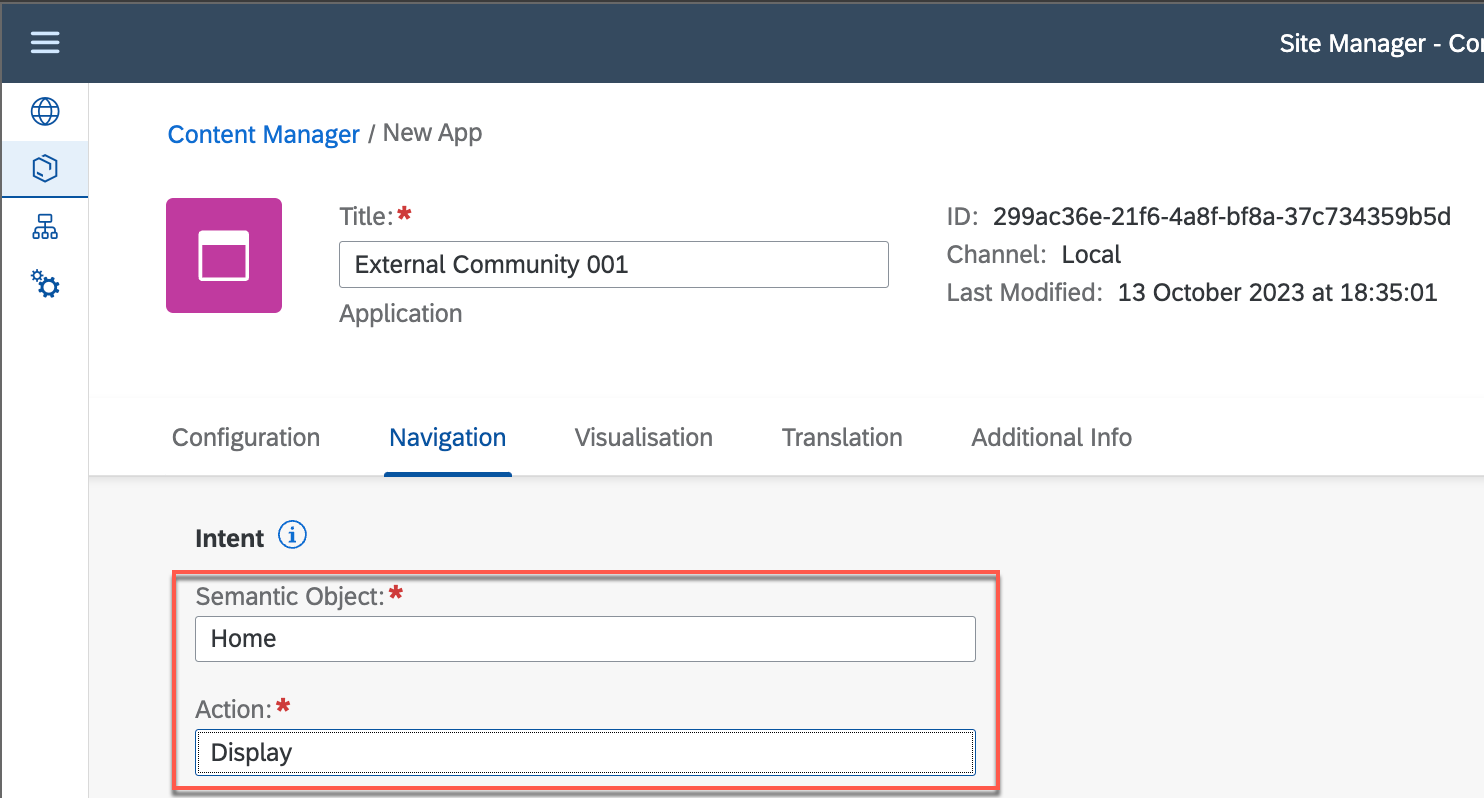 Site Manager - Co
Content Manager / New App
Title:*
External Community 001
Application
ID: 299ac36e-21f6-4a8f-bf8a-37c734359b5d
Channel: Local
Last Modified: 13 October 2023 at 18:35:01
Configuration Navigation Visualisation Translation Additional Info
Intent
Semantic Object:*
Home
Action:*
Display